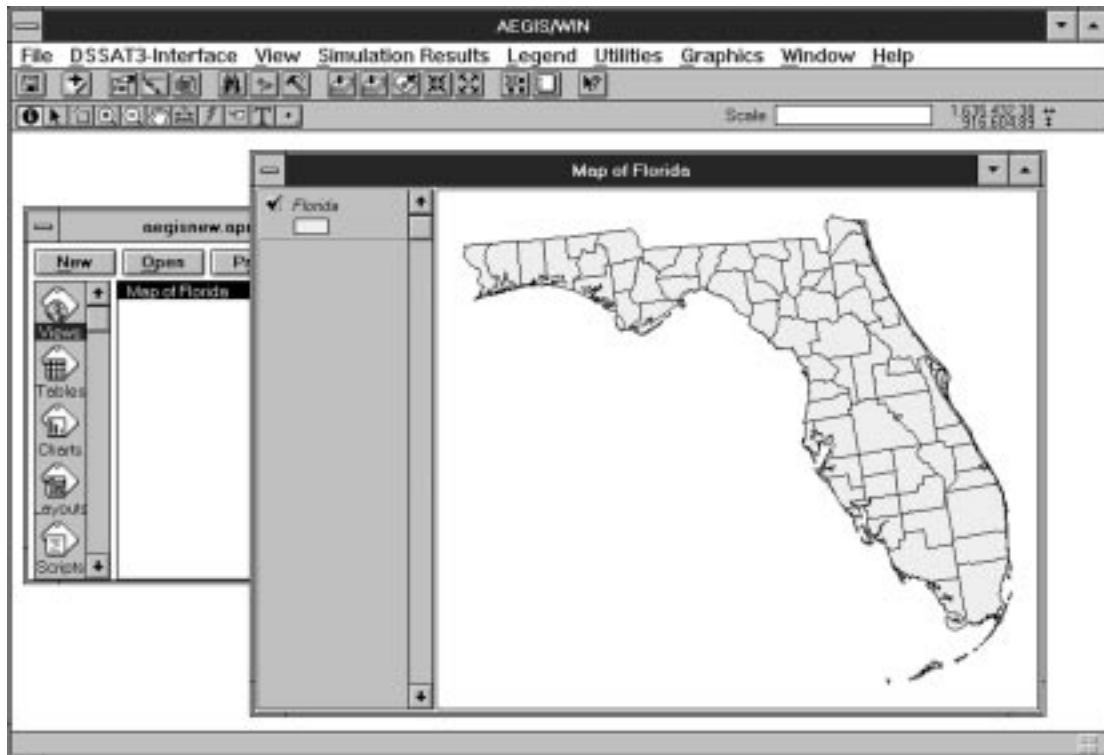 AEGIS/WIN
File DSSAT3-Interface View Simulation Results Legend Utilities Graphics Window Help
Scale
Map of Florida
Florida
aegisnew.apr
New Open
Map of Florida
Views
Tables
Charts
Layouts
Scripts